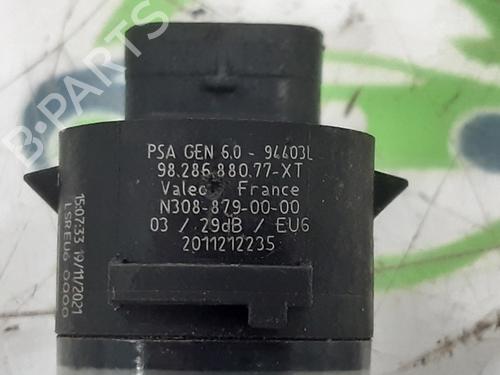 PSA GEN 6.0 - 94403L
98.286.880.77-XT
Valeo France
N308-879-00-00
03 / 29dB / EU6
2011212235
15:07:33 19/11/2021
LSREU6 0000
B-PARTS